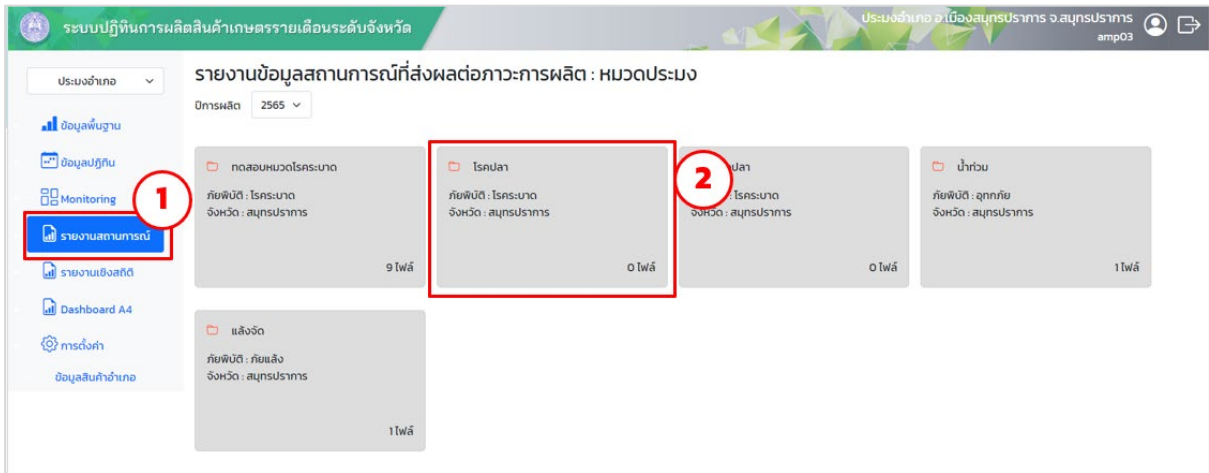 ระบบปฏิทินการผลิตสินค้าเกษตรรายเดือนระดับจังหวัด
ประมงอำเภอ อ.เมืองสมุทรปราการ จ.สมุทรปราการ
amp03
ประมงอำเภอ
รายงานข้อมูลสถานการณ์ที่ส่งผลต่อภาวะการผลิต : หมวดประมง
ปีการผลิต 2565
ข้อมูลพื้นฐาน
ข้อมูลปฏิทิน
Monitoring
1
รายงานสถานการณ์
รายงานเชิงสถิติ
Dashboard A4
การตั้งค่า
ข้อมูลสินค้าอำเภอ
ทดสอบหมวดโรคระบาด
ภัยพิบัติ : โรคระบาด
จังหวัด : สมุทรปราการ
9 ไฟล์
โรคปลา
ภัยพิบัติ : โรคระบาด
จังหวัด : สมุทรปราการ
0 ไฟล์
2
ปลา
: โรคระบาด
จังหวัด : สมุทรปราการ
0 ไฟล์
น้ำท่วม
ภัยพิบัติ : อุทกภัย
จังหวัด : สมุทรปราการ
1 ไฟล์
แล้งจัด
ภัยพิบัติ : ภัยแล้ง
จังหวัด : สมุทรปราการ
1 ไฟล์